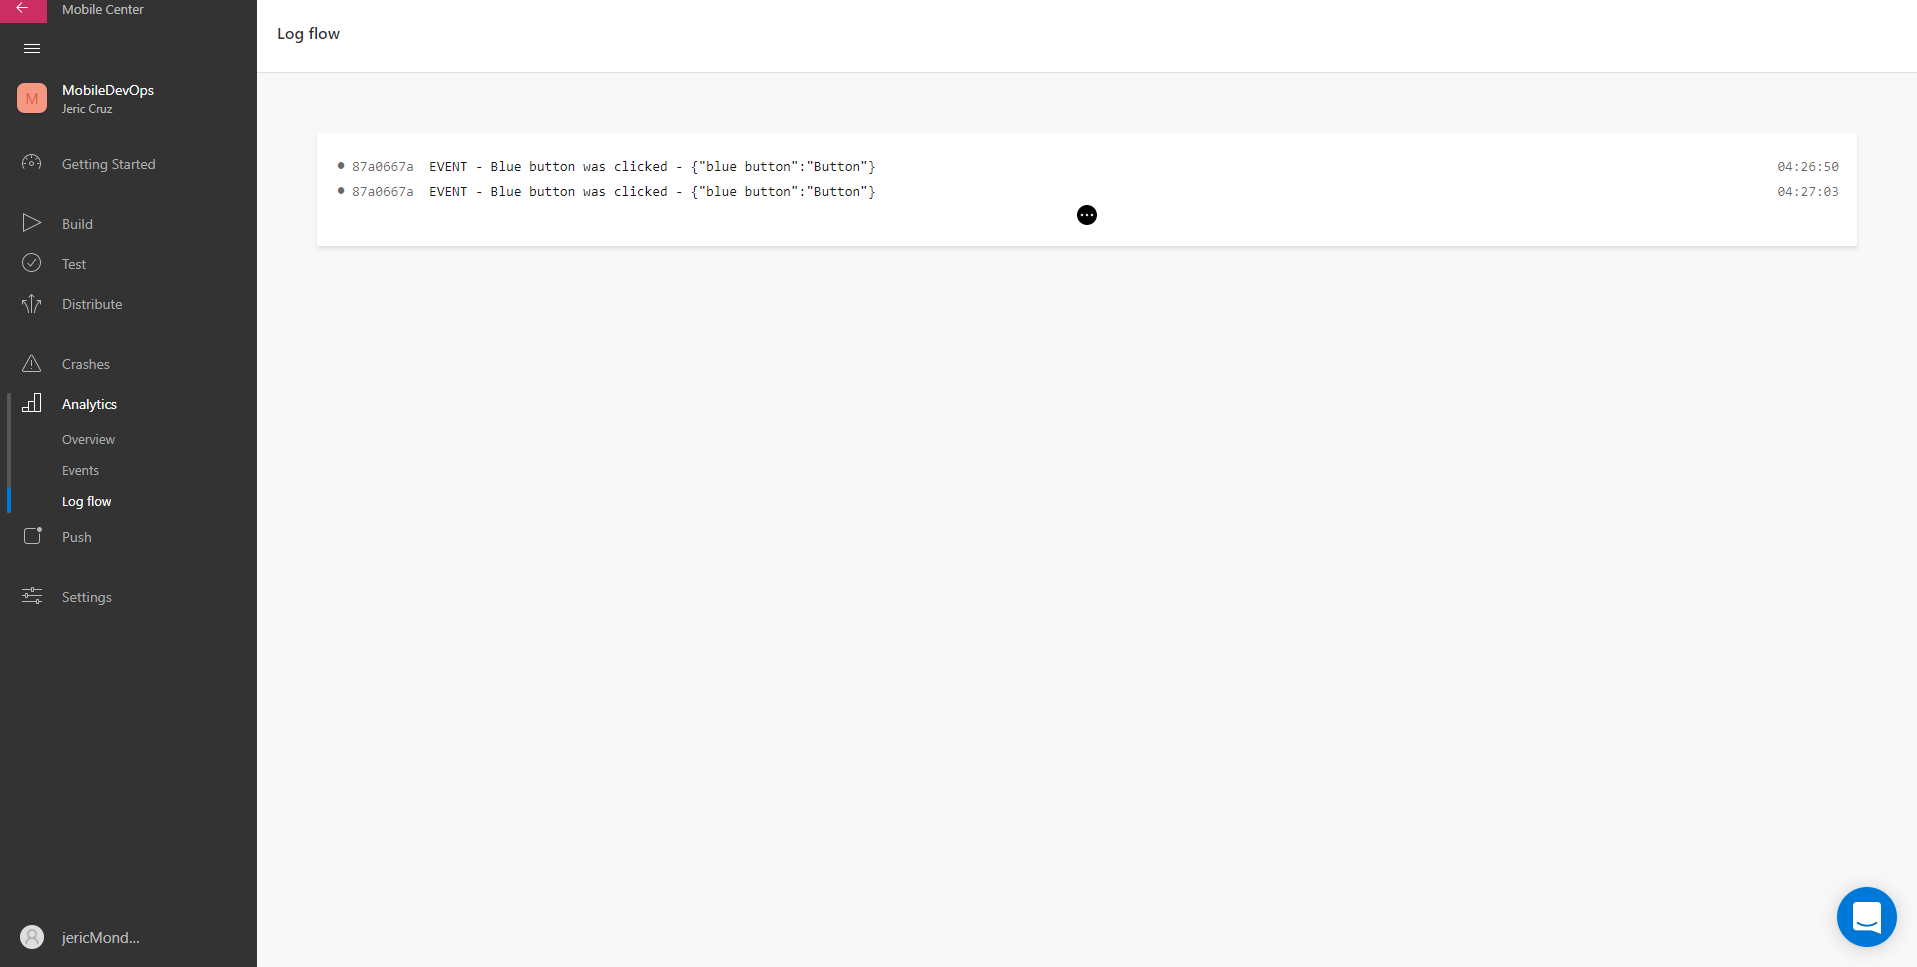 Mobile Center
M
MobileDevOps
Jeric Cruz
Getting Started
Build
Test
Distribute
Crashes
Analytics
Overview
Events
Log flow
Push
Settings
jericMond...
Log flow
87a0667a EVENT - Blue button was clicked - {"blue button":"Button"} 04:26:50
87a0667a EVENT - Blue button was clicked - {"blue button":"Button"} 04:27:03